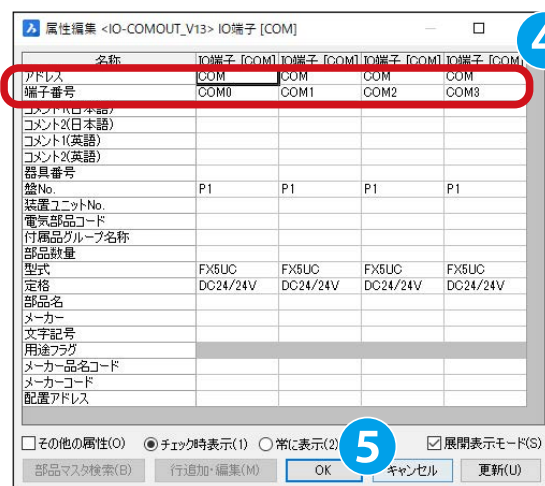 属性編集 <IO-COMOUT_V13> IO端子 [COM]
4
名称 IO端子 [COM] IO端子 [COM] IO端子 [COM] IO端子 [COM]
アドレス COM COM COM COM
端子番号 COM0 COM1 COM2 COM3
コメント1(日本語)
コメント2(日本語)
コメント1(英語)
コメント2(英語)
器具番号
盤No. P1 P1 P1 P1
装置ユニットNo.
電気部品コード
付属品グループ名称
部品数量
型式 FX5UC FX5UC FX5UC FX5UC
定格 DC24/24V DC24/24V DC24/24V DC24/24V
部品名
メーカー
文字記号
用途フラグ
メーカー品名コード
メーカーコード
配置アドレス
その他の属性(O) チェック時表示(1) 常に表示(2) 5 展開表示モード(S)
部品マスタ検索(B) 行追加・編集(M) OK キャンセル 更新(U)